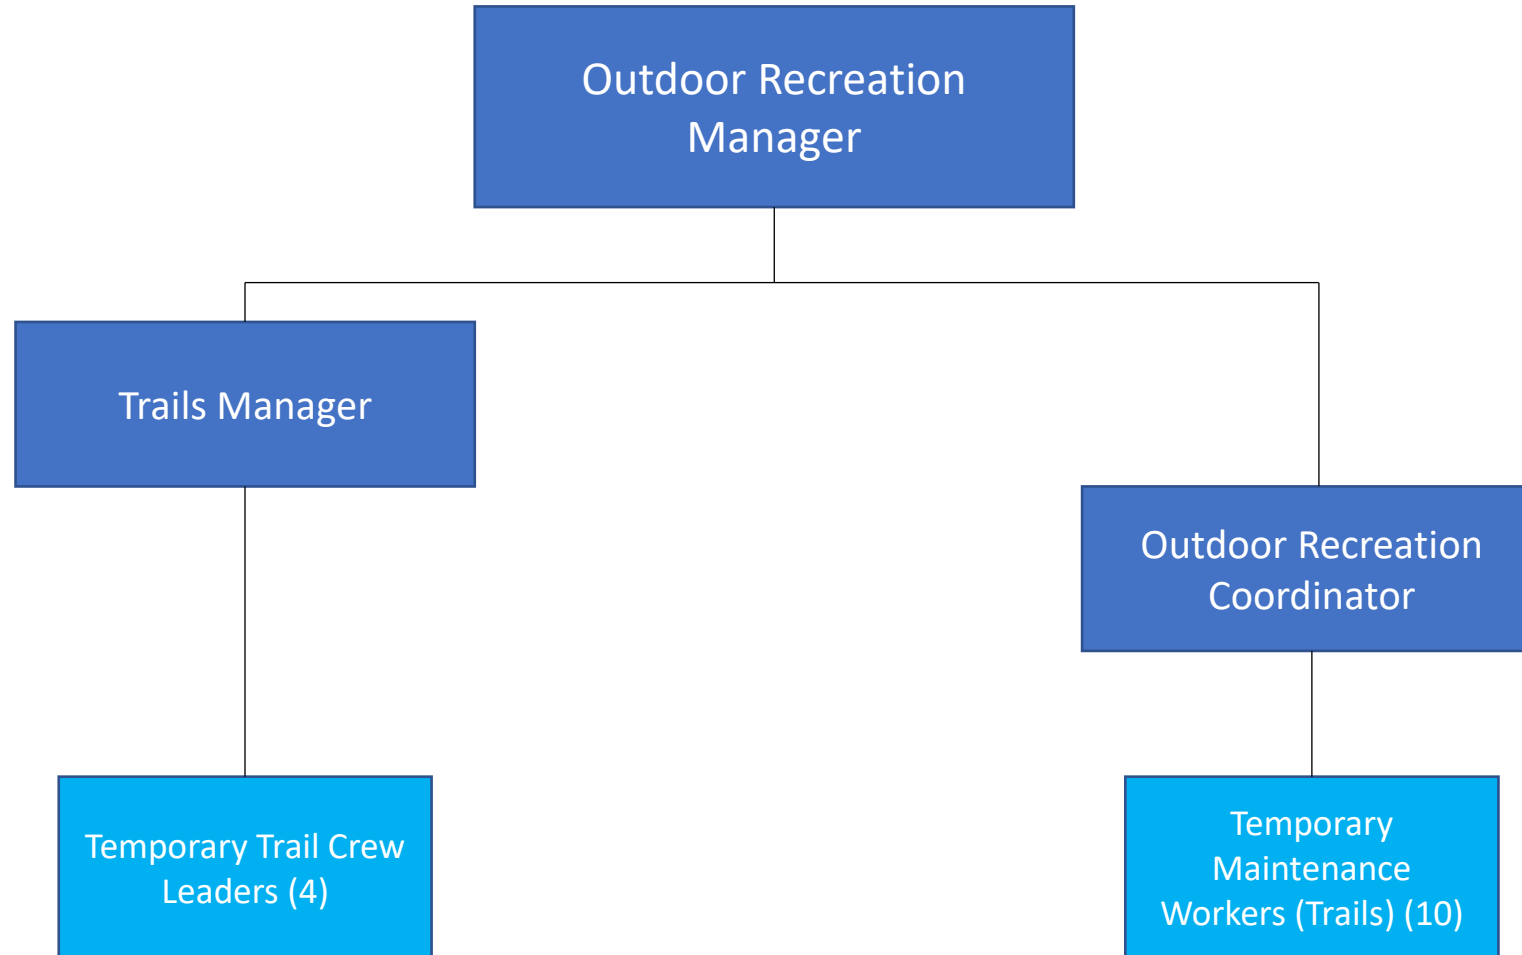 Outdoor Recreation
Manager
Trails Manager
Outdoor Recreation
Coordinator
Temporary Trail Crew
Leaders (4)
Temporary
Maintenance
Workers (Trails) (10)